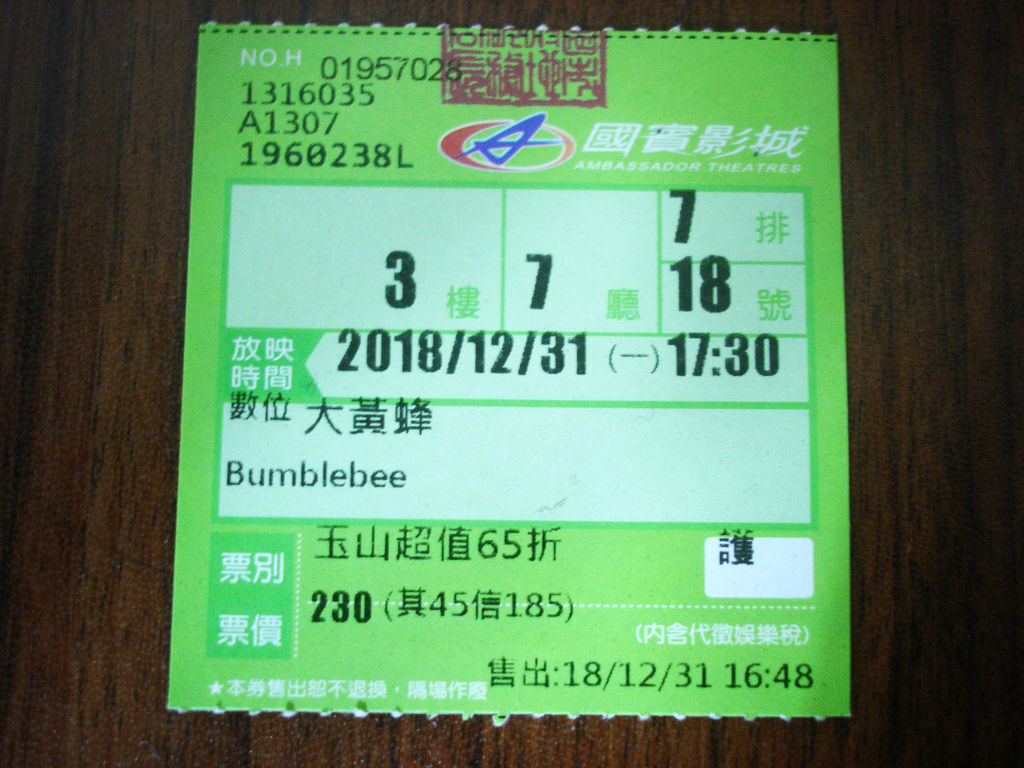 NO.H 01957028
1316035
A1307
1960238L
國賓影城
AMBASSADOR THEATRES
3 樓 7 廳 7 排
18 號
放映時間 2018/12/31 (一) 17:30
數位 大黃蜂
Bumblebee
票別 玉山超值65折 護
票價 230 (其45信185)
(內含代徵娛樂稅)
售出:18/12/31 16:48
★本券售出恕不退換,隔場作廢